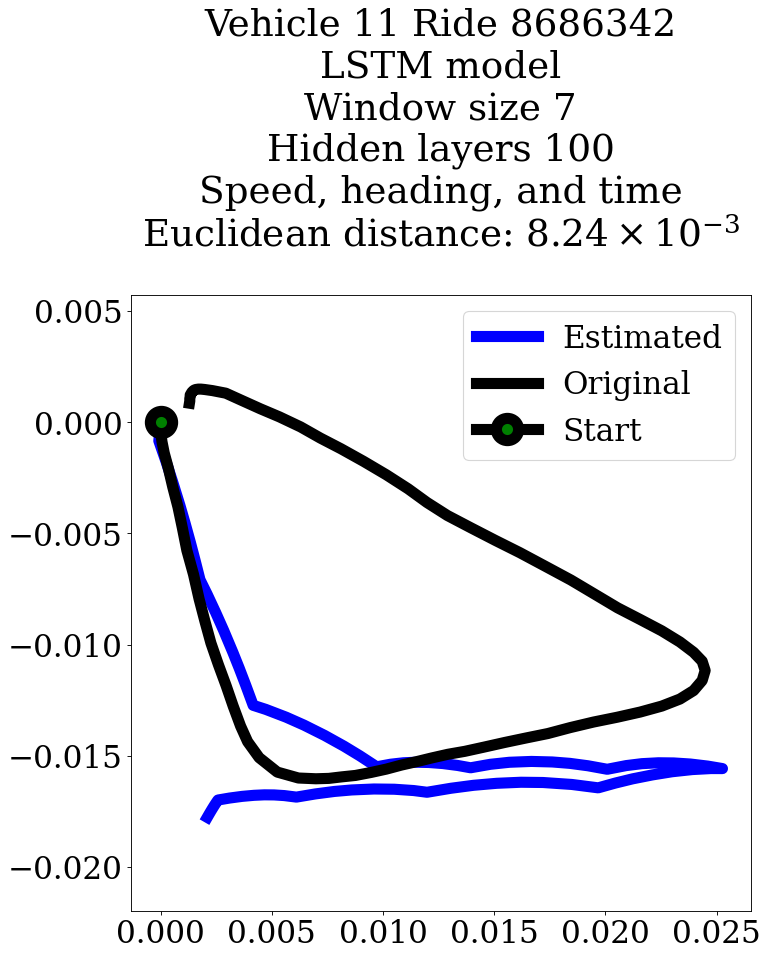 Vehicle 11 Ride 8686342
LSTM model
Window size 7
Hidden layers 100
Speed, heading, and time
Euclidean distance: 8.24 × 10⁻³
Estimated
Original
Start
0.005
0.000
−0.005
−0.010
−0.015
−0.020
0.000 0.005 0.010 0.015 0.020 0.025